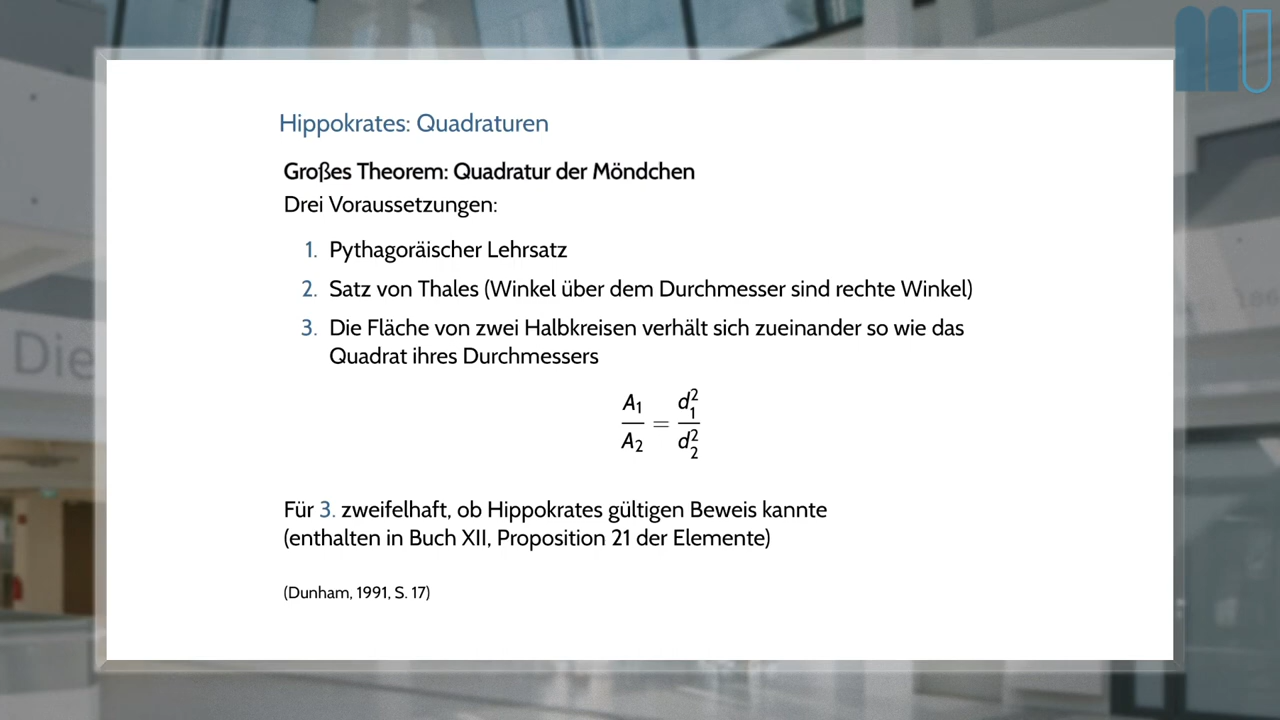 Hippokrates: Quadraturen
Großes Theorem: Quadratur der Möndchen
Drei Voraussetzungen:
1. Pythagoräischer Lehrsatz
2. Satz von Thales (Winkel über dem Durchmesser sind rechte Winkel)
3. Die Fläche von zwei Halbkreisen verhält sich zueinander so wie das
Quadrat ihres Durchmessers
A₁/A₂ = d₁²/d₂²
Für 3. zweifelhaft, ob Hippokrates gültigen Beweis kannte
(enthalten in Buch XII, Proposition 21 der Elemente)
(Dunham, 1991, S. 17)
Die